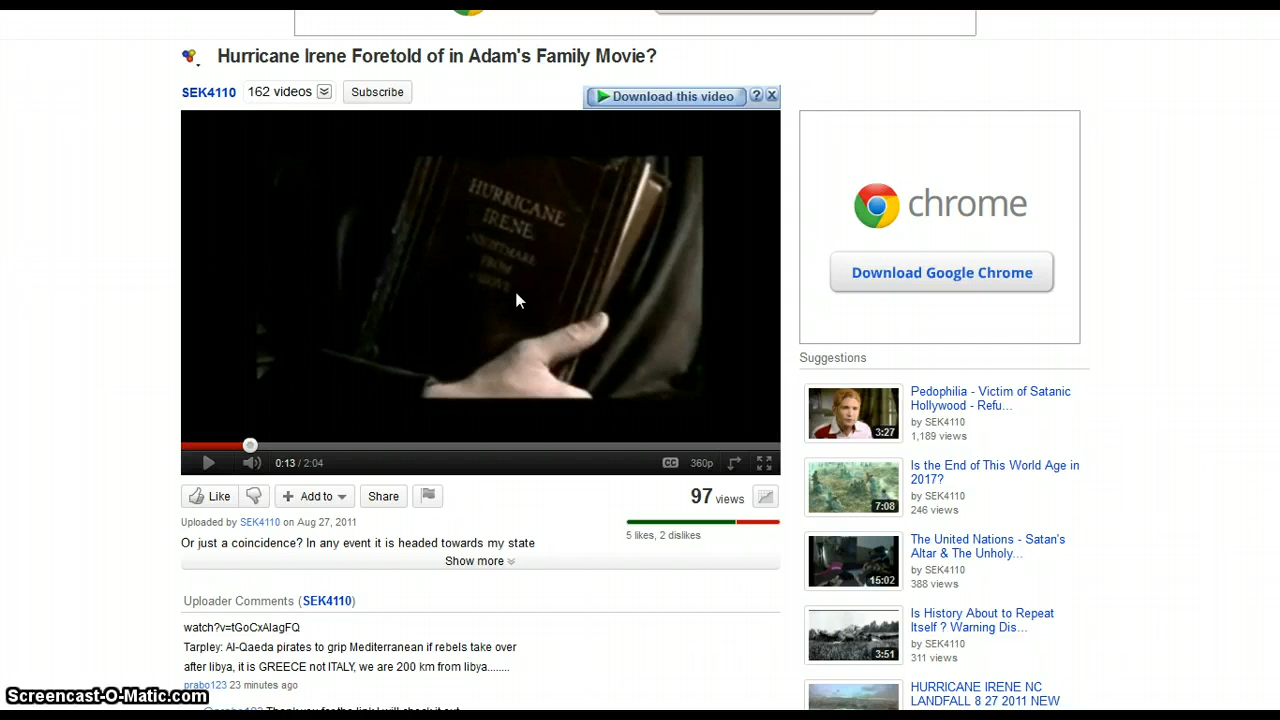 Hurricane Irene Foretold of in Adam's Family Movie?
SEK4110 162 videos Subscribe
Download this video ? X
HURRICANE
IRENE
NIGHTMARE
FROM
0:13 / 2:04 CC 360p
Like Add to Share
97 views
Uploaded by SEK4110 on Aug 27, 2011
5 likes, 2 dislikes
Or just a coincidence? In any event it is headed towards my state
Show more
Uploader Comments (SEK4110)
watch?v=tGoCxAlagFQ
Tarpley: Al-Qaeda pirates to grip Mediterranean if rebels take over
after libya, it is GREECE not ITALY, we are 200 km from libya.......
prabo123 23 minutes ago
chrome
Download Google Chrome
Suggestions
Pedophilia - Victim of Satanic
Hollywood - Refu...
by SEK4110
1,189 views
3:27
Is the End of This World Age in
2017?
by SEK4110
246 views
7:08
The United Nations - Satan's
Altar & The Unholy...
by SEK4110
388 views
15:02
Is History About to Repeat
Itself ? Warning Dis...
by SEK4110
311 views
3:51
HURRICANE IRENE NC
LANDFALL 8 27 2011 NEW
Screencast-O-Matic.com